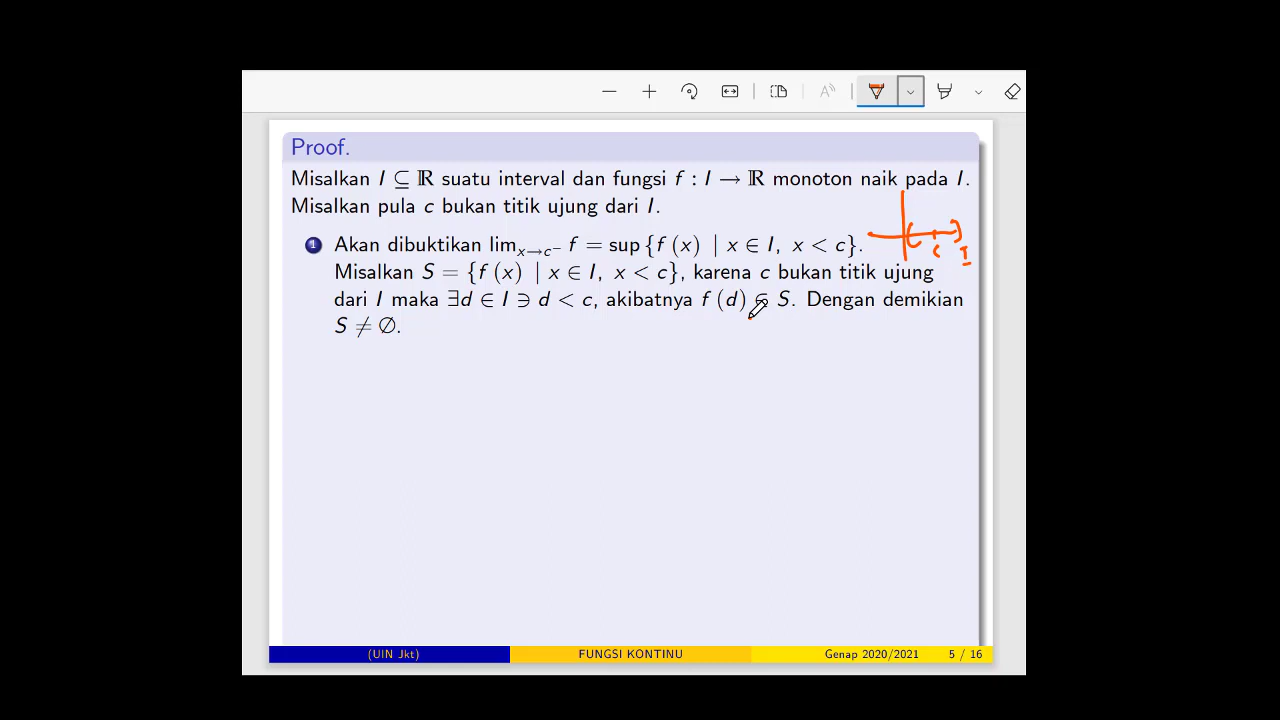 Proof.
Misalkan I ⊆ ℝ suatu interval dan fungsi f : I → ℝ monoton naik pada I.
Misalkan pula c bukan titik ujung dari I.
1 Akan dibuktikan lim_{x→c⁻} f = sup {f (x) | x ∈ I, x < c}.
Misalkan S = {f (x) | x ∈ I, x < c}, karena c bukan titik ujung
dari I maka ∃d ∈ I ∋ d < c, akibatnya f (d) ∈ S. Dengan demikian
S ≠ ∅.
c I
(UIN Jkt) FUNGSI KONTINU Genap 2020/2021 5 / 16